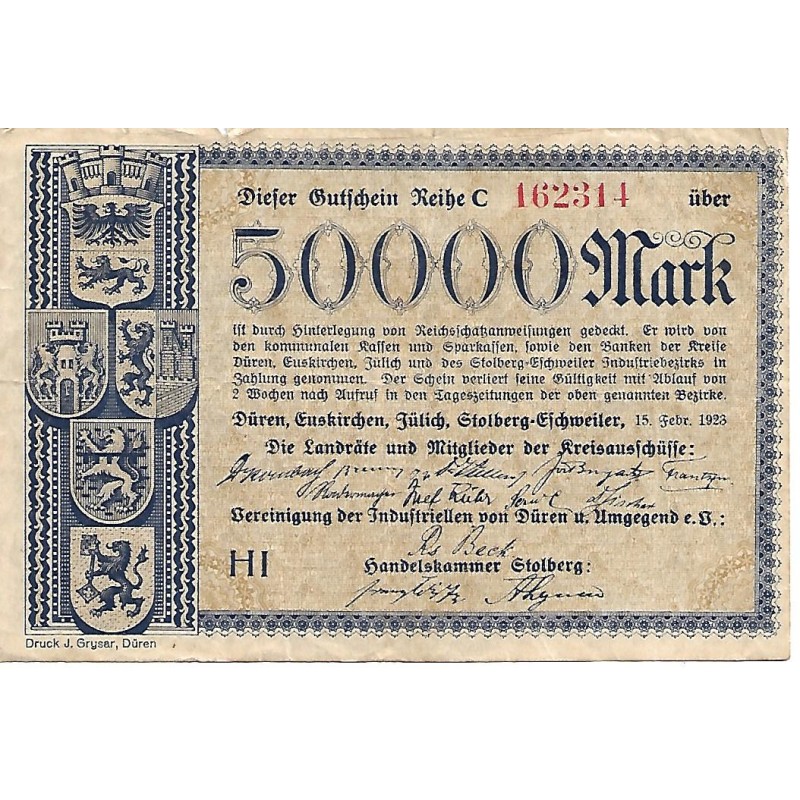 Dieser Gutschein Reihe C 162314 über
50000 Mark
ist durch Hinterlegung von Reichsschatzanweisungen gedeckt. Er wird von
den kommunalen Kassen und Sparkassen, sowie den Banken der Kreise
Düren, Euskirchen, Jülich und des Stolberg-Eschweiler Industriebezirks in
Zahlung genommen. Der Schein verliert seine Gültigkeit mit Ablauf von
2 Wochen nach Aufruf in den Tageszeitungen der oben genannten Bezirke.
Düren, Euskirchen, Jülich, Stolberg-Eschweiler, 15. Febr. 1923
Die Landräte und Mitglieder der Kreisausschüsse:
Vereinigung der Industriellen von Düren u. Umgegend e.V.:
Beck
HI
Handelskammer Stolberg:
Druck J. Grysar, Düren